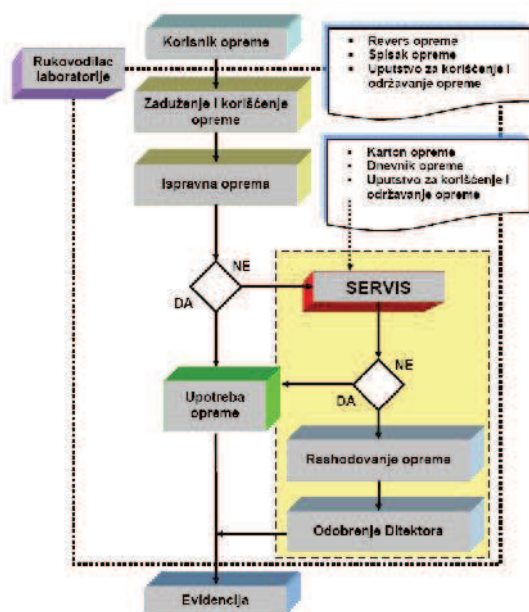 Korisnik opreme
Rukovodilac
laboratorije
▪ Revers opreme
▪ Spisak opreme
▪ Uputstvo za korišćenje i
održavanje opreme
Zaduženje i korišćenje
opreme
▪ Karton opreme
▪ Dnevnik opreme
▪ Uputstvo za korišćenje i
održavanje opreme
Ispravna oprema
NE
DA
SERVIS
NE
DA
Upotreba
opreme
Rashodovanje opreme
Odobrenje Ditektora
Evidencija